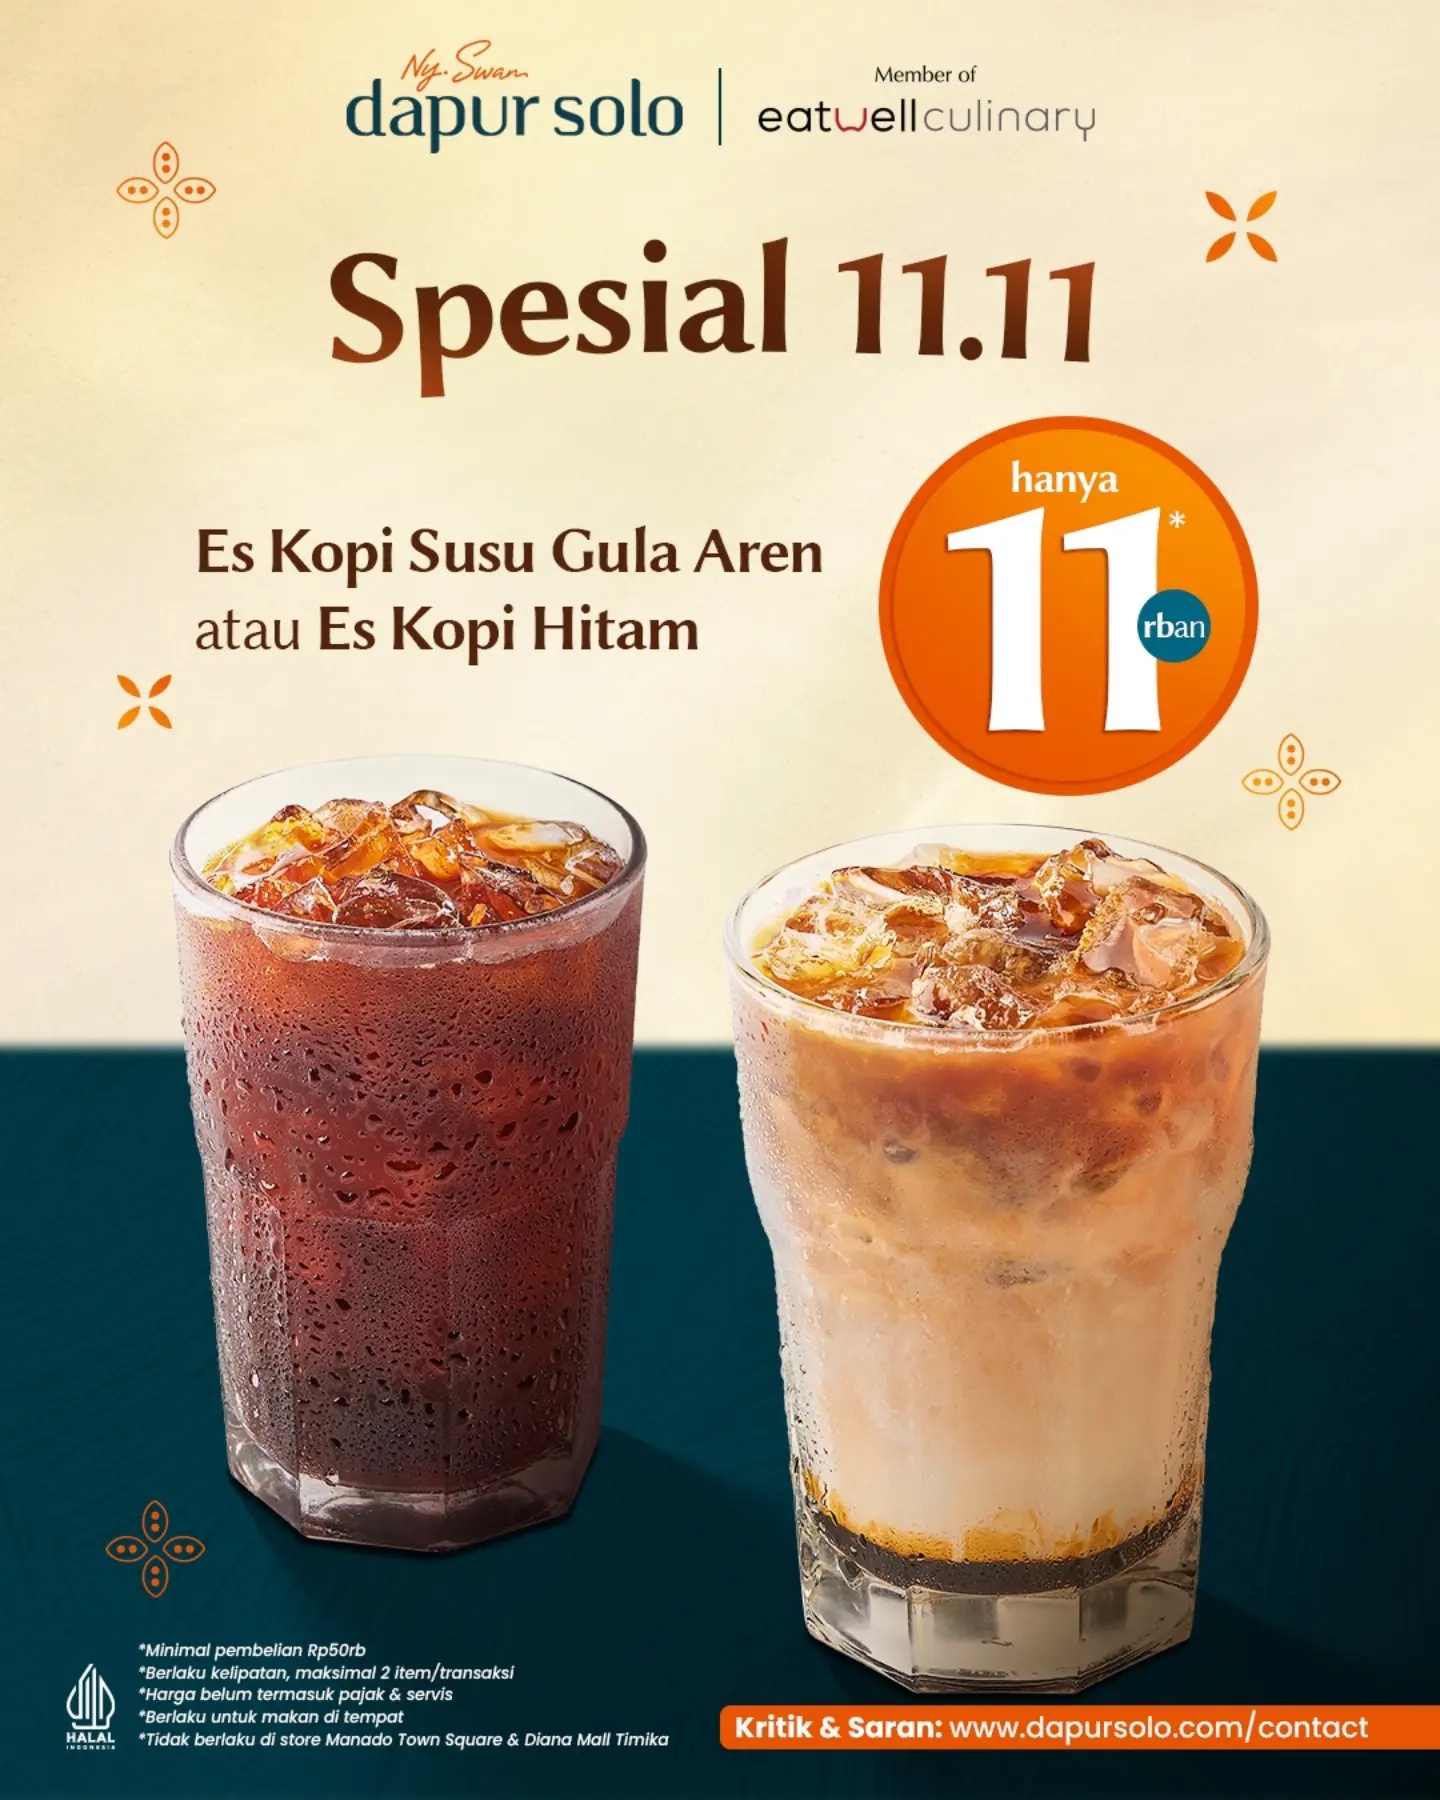 Ny. Swan
dapur solo
Member of
eatwellculinary
Spesial 11.11
hanya
11*
rban
Es Kopi Susu Gula Aren
atau Es Kopi Hitam
*Minimal pembelian Rp50rb
*Berlaku kelipatan, maksimal 2 item/transaksi
*Harga belum termasuk pajak & servis
*Berlaku untuk makan di tempat
*Tidak berlaku di store Manado Town Square & Diana Mall Timika
HALAL
INDONESIA
Kritik & Saran: www.dapursolo.com/contact